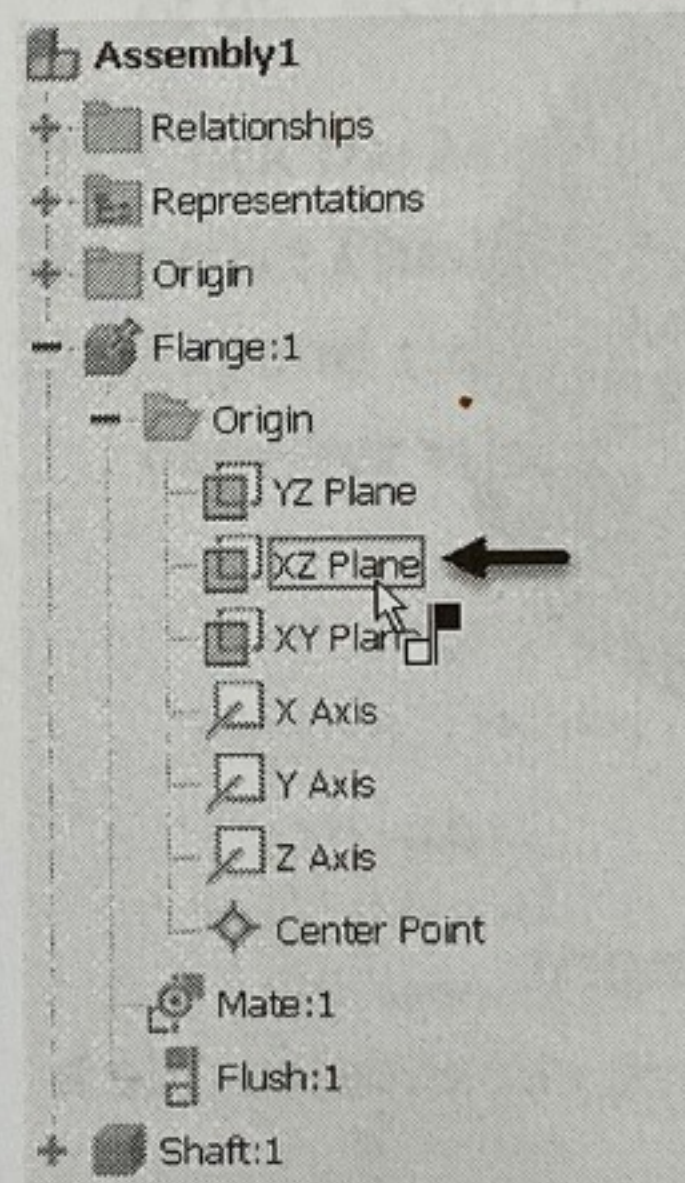 Assembly1
Relationships
Representations
Origin
Flange:1
Origin
YZ Plane
XZ Plane
XY Plan
X Axis
Y Axis
Z Axis
Center Point
Mate:1
Flush:1
Shaft:1